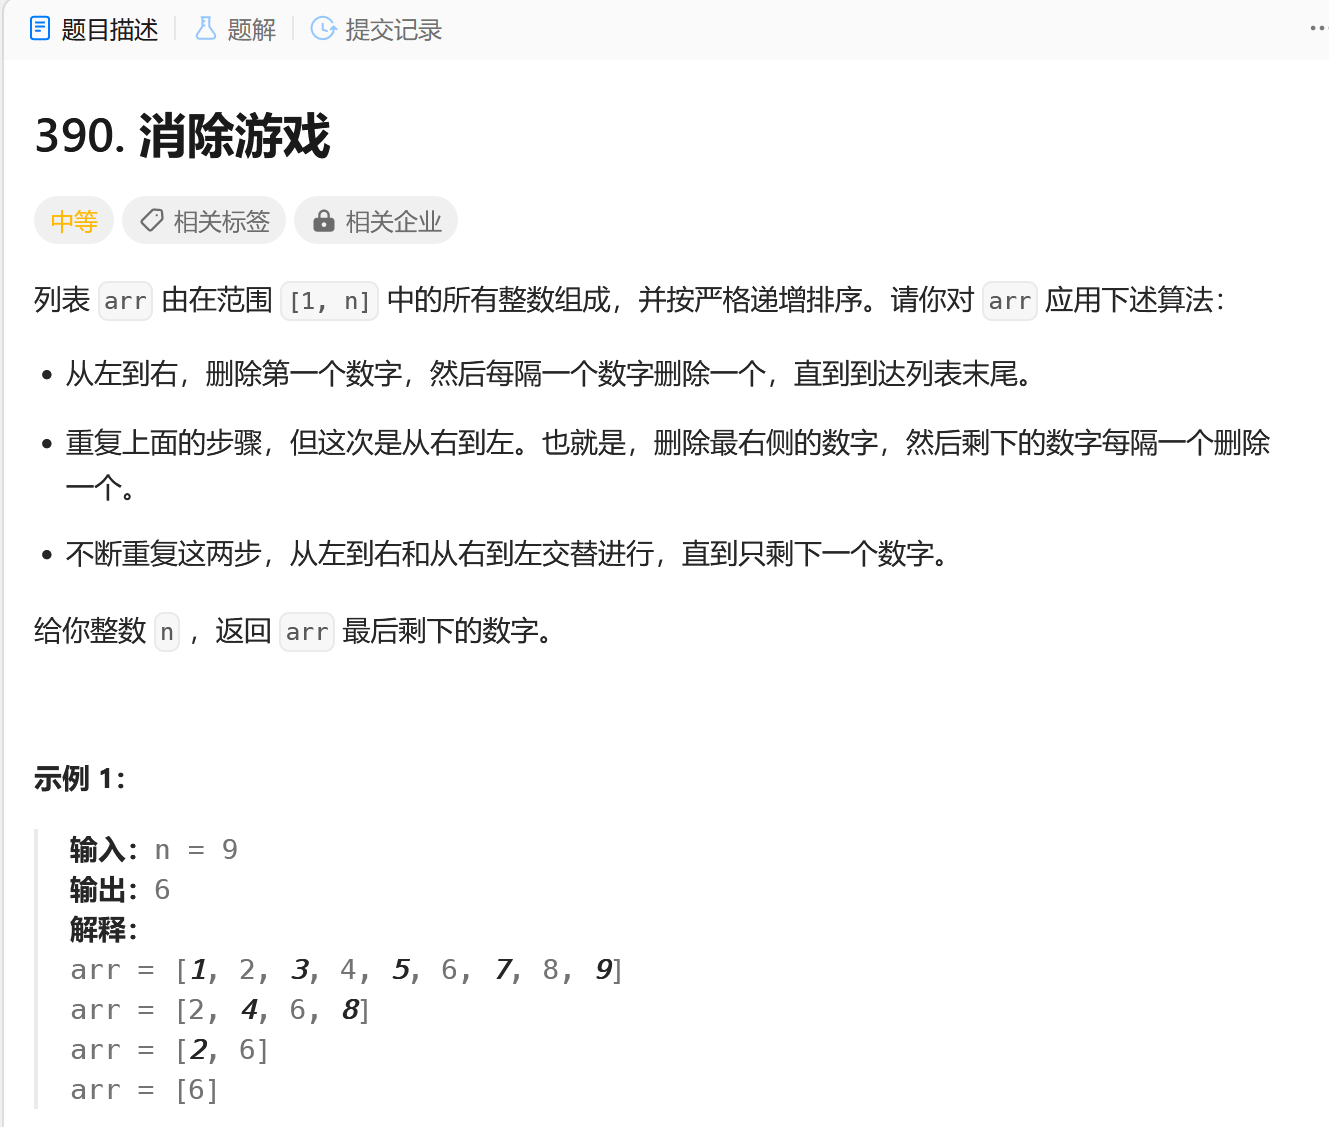 题目描述 题解 提交记录
390. 消除游戏
中等 相关标签 相关企业
列表 arr 由在范围 [1, n] 中的所有整数组成，并按严格递增排序。请你对 arr 应用下述算法：
• 从左到右，删除第一个数字，然后每隔一个数字删除一个，直到到达列表末尾。
• 重复上面的步骤，但这次是从右到左。也就是，删除最右侧的数字，然后剩下的数字每隔一个删除
一个。
• 不断重复这两步，从左到右和从右到左交替进行，直到只剩下一个数字。
给你整数 n ，返回 arr 最后剩下的数字。
示例 1：
输入：n = 9
输出：6
解释：
arr = [1, 2, 3, 4, 5, 6, 7, 8, 9]
arr = [2, 4, 6, 8]
arr = [2, 6]
arr = [6]